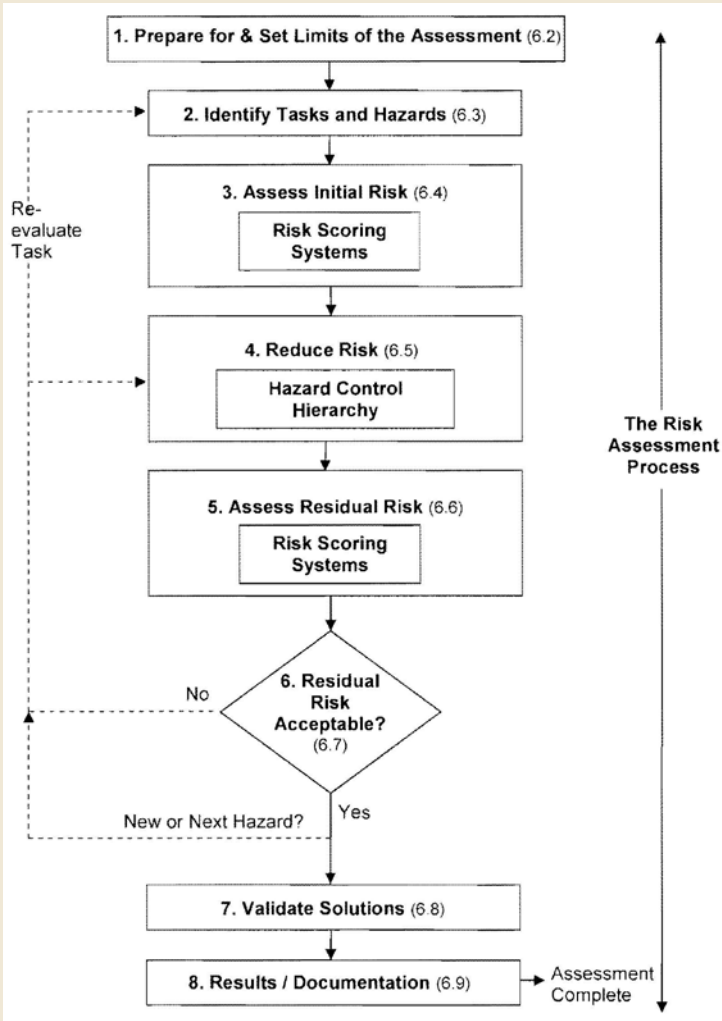 1. Prepare for & Set Limits of the Assessment (6.2)
2. Identify Tasks and Hazards (6.3)
3. Assess Initial Risk (6.4)
Risk Scoring
Systems
Re-
evaluate
Task
4. Reduce Risk (6.5)
Hazard Control
Hierarchy
The Risk
Assessment
Process
5. Assess Residual Risk (6.6)
Risk Scoring
Systems
6. Residual
Risk
Acceptable?
(6.7)
No
Yes
New or Next Hazard?
7. Validate Solutions (6.8)
8. Results / Documentation (6.9)
Assessment
Complete